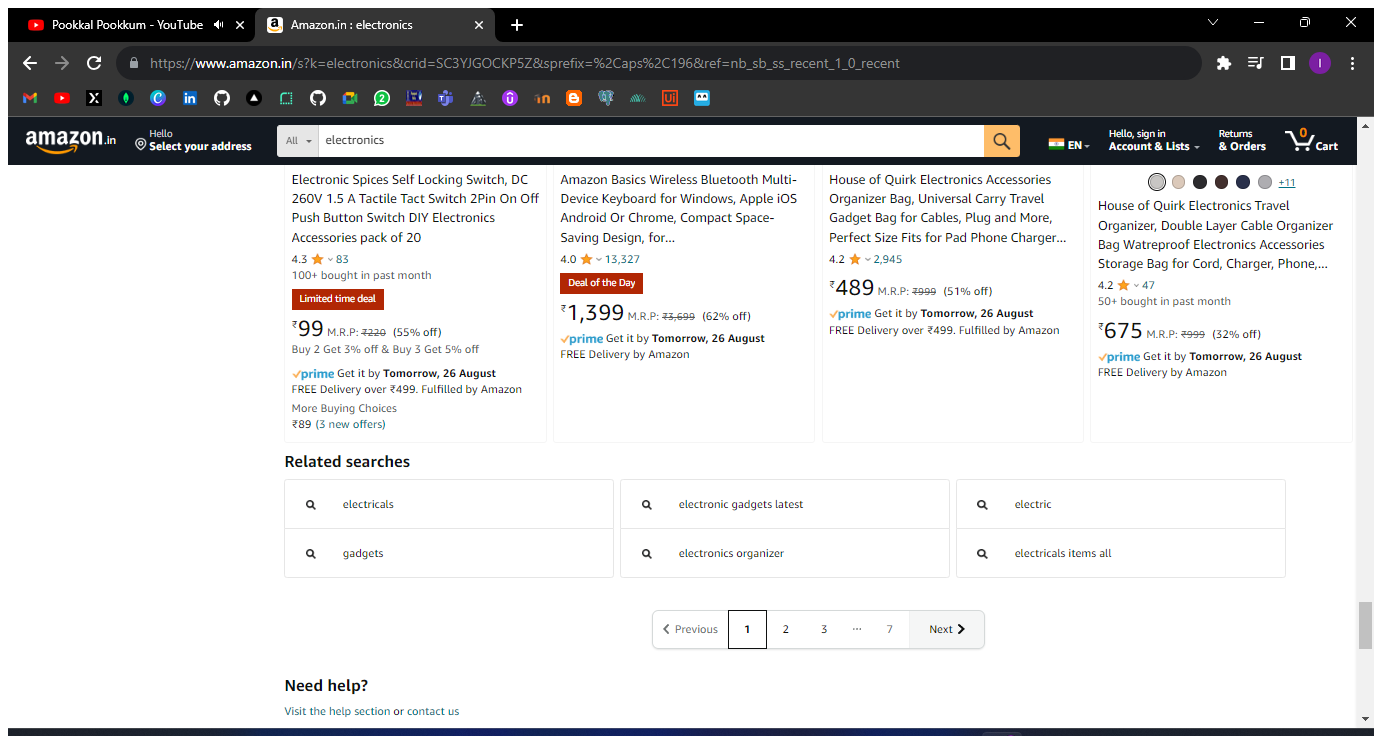 Pookkal Pookkum - YouTube
Amazon.in : electronics
https://www.amazon.in/s?k=electronics&crid=SC3YJGOCKP5Z&sprefix=%2Caps%2C196&ref=nb_sb_ss_recent_1_0_recent
I
amazon.in
Hello
Select your address
All
electronics
EN
Hello, sign in
Account & Lists
Returns
& Orders
0
Cart
Electronic Spices Self Locking Switch, DC
260V 1.5 A Tactile Tact Switch 2Pin On Off
Push Button Switch DIY Electronics
Accessories pack of 20
4.3 83
100+ bought in past month
Limited time deal
₹99 M.R.P: ₹220 (55% off)
Buy 2 Get 3% off & Buy 3 Get 5% off
prime Get it by Tomorrow, 26 August
FREE Delivery over ₹499. Fulfilled by Amazon
More Buying Choices
₹89 (3 new offers)
Amazon Basics Wireless Bluetooth Multi-
Device Keyboard for Windows, Apple iOS
Android Or Chrome, Compact Space-
Saving Design, for...
4.0 13,327
Deal of the Day
₹1,399 M.R.P: ₹3,699 (62% off)
prime Get it by Tomorrow, 26 August
FREE Delivery by Amazon
House of Quirk Electronics Accessories
Organizer Bag, Universal Carry Travel
Gadget Bag for Cables, Plug and More,
Perfect Size Fits for Pad Phone Charger...
4.2 2,945
₹489 M.R.P: ₹999 (51% off)
prime Get it by Tomorrow, 26 August
FREE Delivery over ₹499. Fulfilled by Amazon
+11
House of Quirk Electronics Travel
Organizer, Double Layer Cable Organizer
Bag Watreproof Electronics Accessories
Storage Bag for Cord, Charger, Phone,...
4.2 47
50+ bought in past month
₹675 M.R.P: ₹999 (32% off)
prime Get it by Tomorrow, 26 August
FREE Delivery by Amazon
Related searches
electricals
electronic gadgets latest
electric
gadgets
electronics organizer
electricals items all
Previous 1 2 3 ... 7 Next
Need help?
Visit the help section or contact us